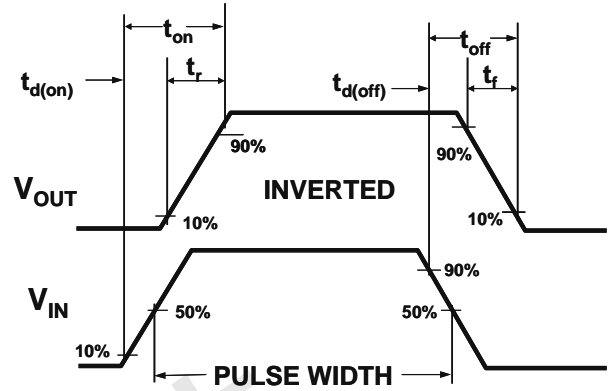 t_on
t_off
t_d(on)
t_r
t_d(off)
t_f
90%
90%
V_OUT
INVERTED
10%
10%
90%
V_IN
50%
50%
10%
PULSE WIDTH